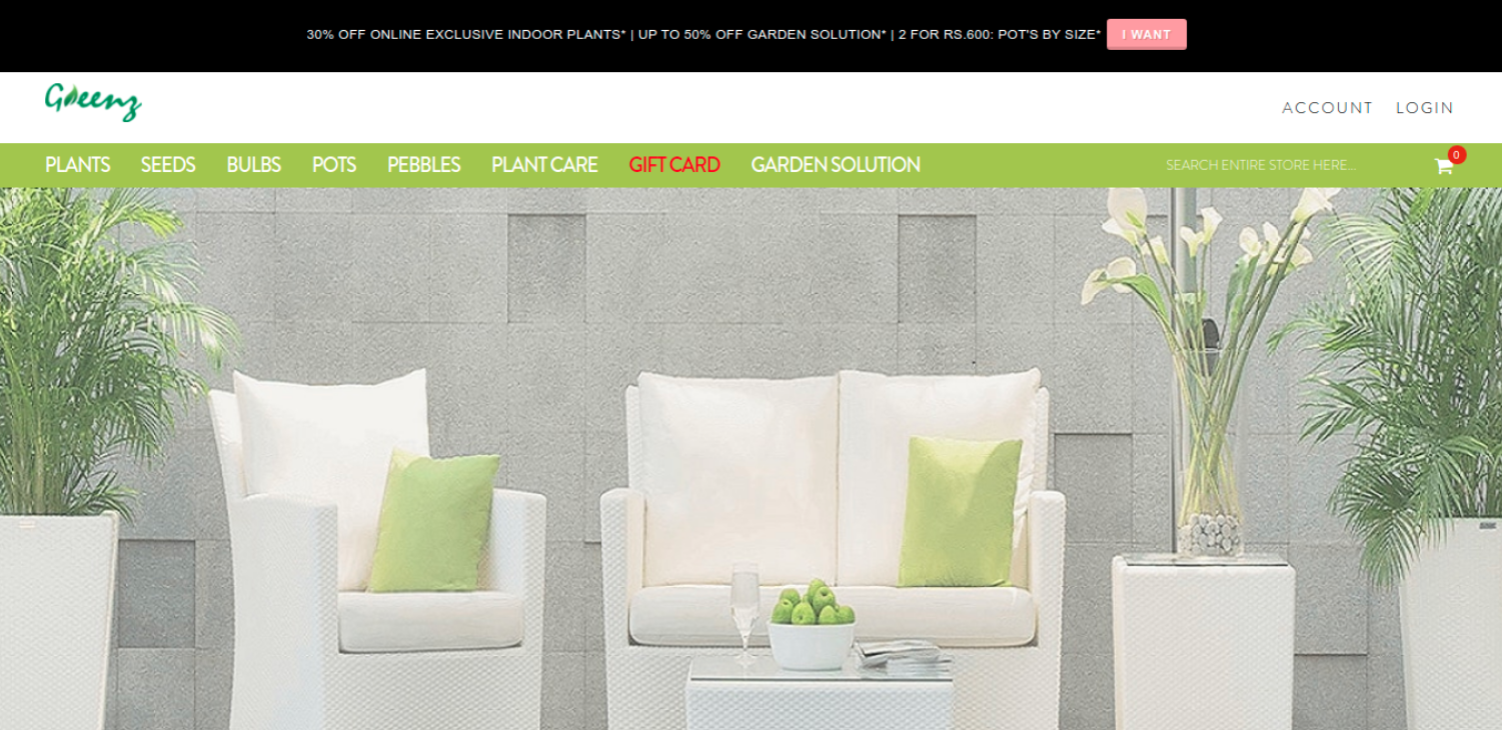 30% OFF ONLINE EXCLUSIVE INDOOR PLANTS* | UP TO 50% OFF GARDEN SOLUTION* | 2 FOR RS.600: POT'S BY SIZE* I WANT
Greenz
ACCOUNT LOGIN
PLANTS SEEDS BULBS POTS PEBBLES PLANT CARE GIFT CARD GARDEN SOLUTION SEARCH ENTIRE STORE HERE... 0